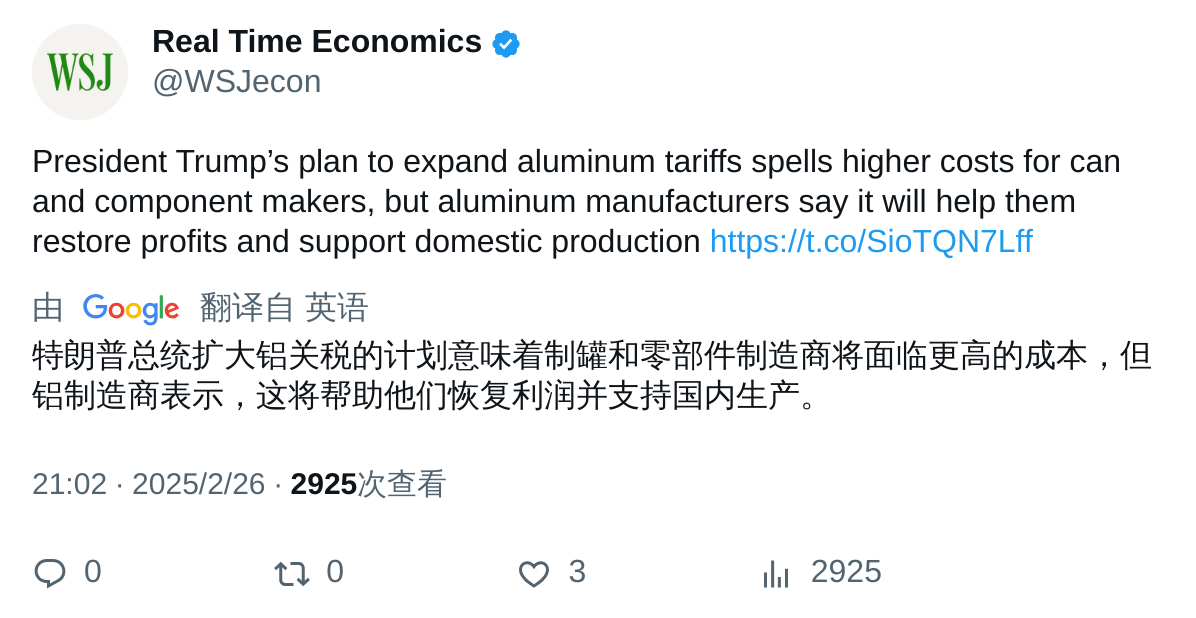 WSJ
Real Time Economics
@WSJecon
President Trump’s plan to expand aluminum tariffs spells higher costs for can
and component makers, but aluminum manufacturers say it will help them
restore profits and support domestic production https://t.co/SioTQN7Lff
由 Google 翻译自 英语
特朗普总统扩大铝关税的计划意味着制罐和零部件制造商将面临更高的成本，但
铝制造商表示，这将帮助他们恢复利润并支持国内生产。
21:02 · 2025/2/26 · 2925次查看
0 0 3 2925